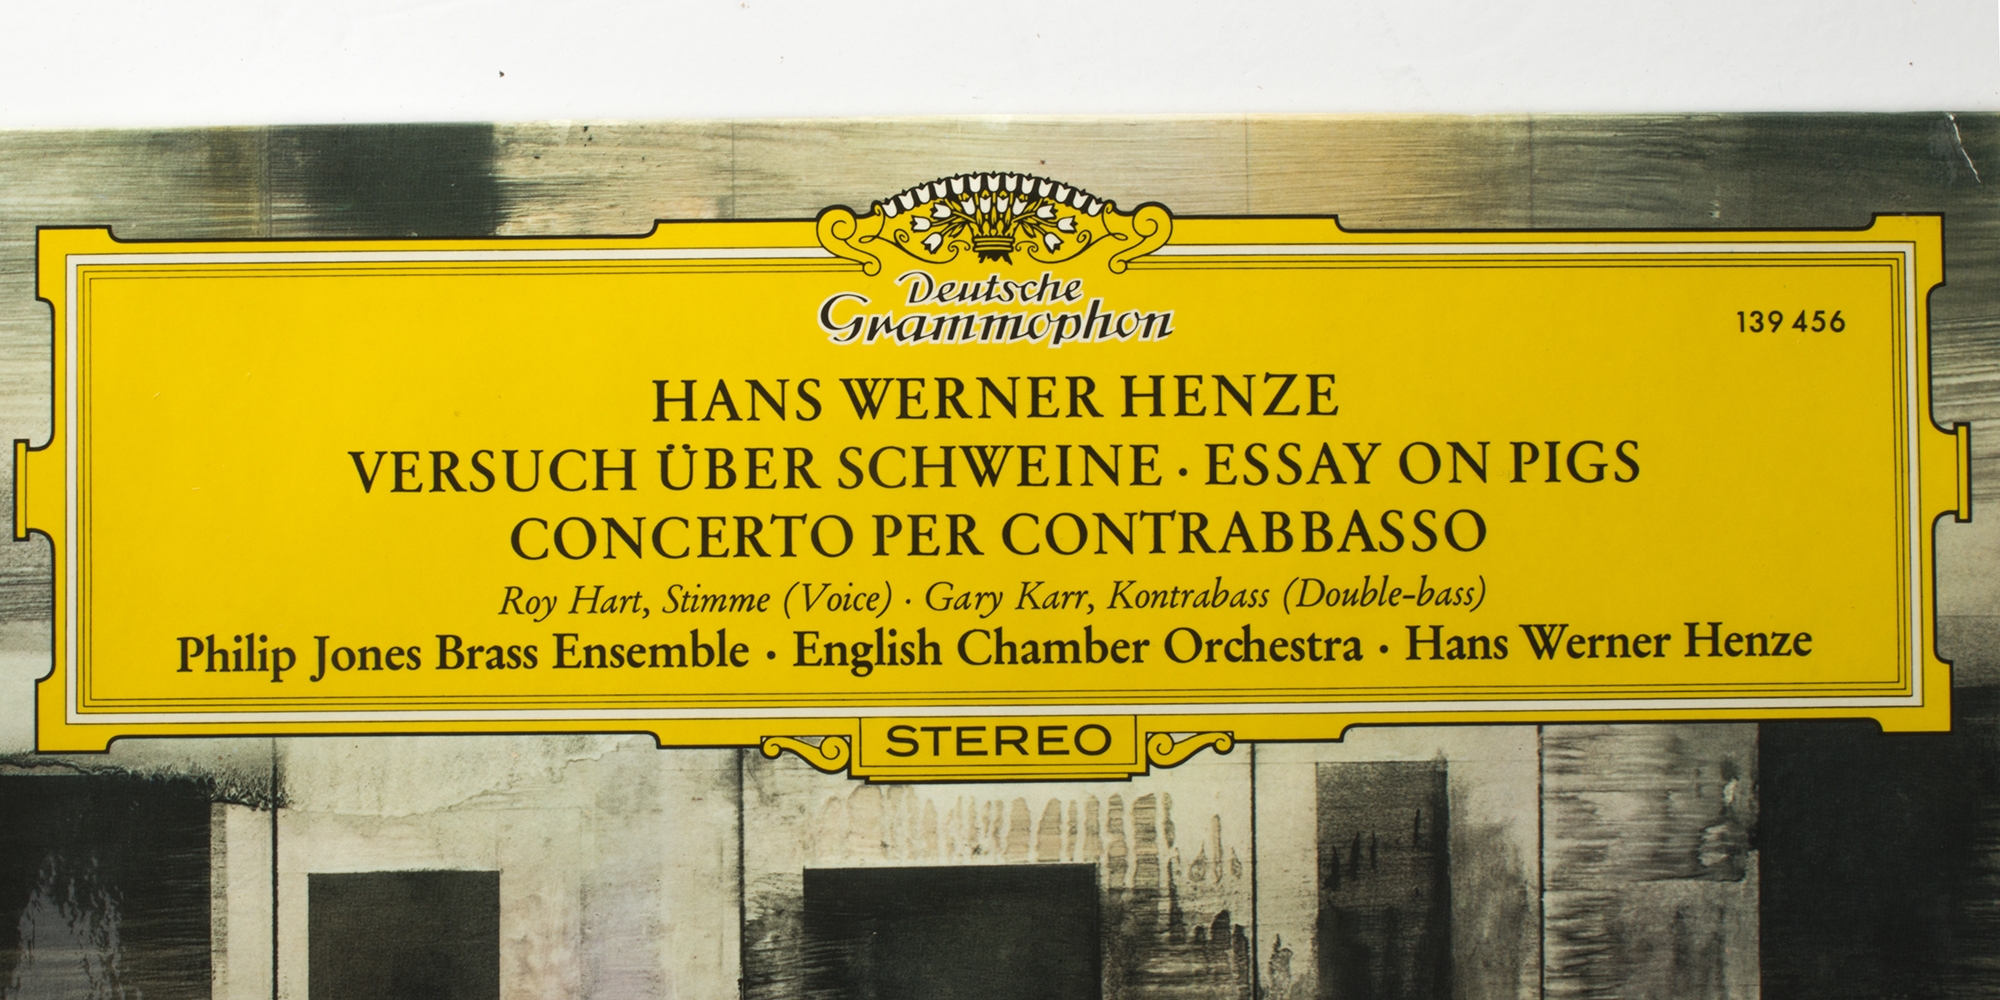 Deutsche
Grammophon
139 456
HANS WERNER HENZE
VERSUCH ÜBER SCHWEINE · ESSAY ON PIGS
CONCERTO PER CONTRABBASSO
Roy Hart, Stimme (Voice) · Gary Karr, Kontrabass (Double-bass)
Philip Jones Brass Ensemble · English Chamber Orchestra · Hans Werner Henze
STEREO